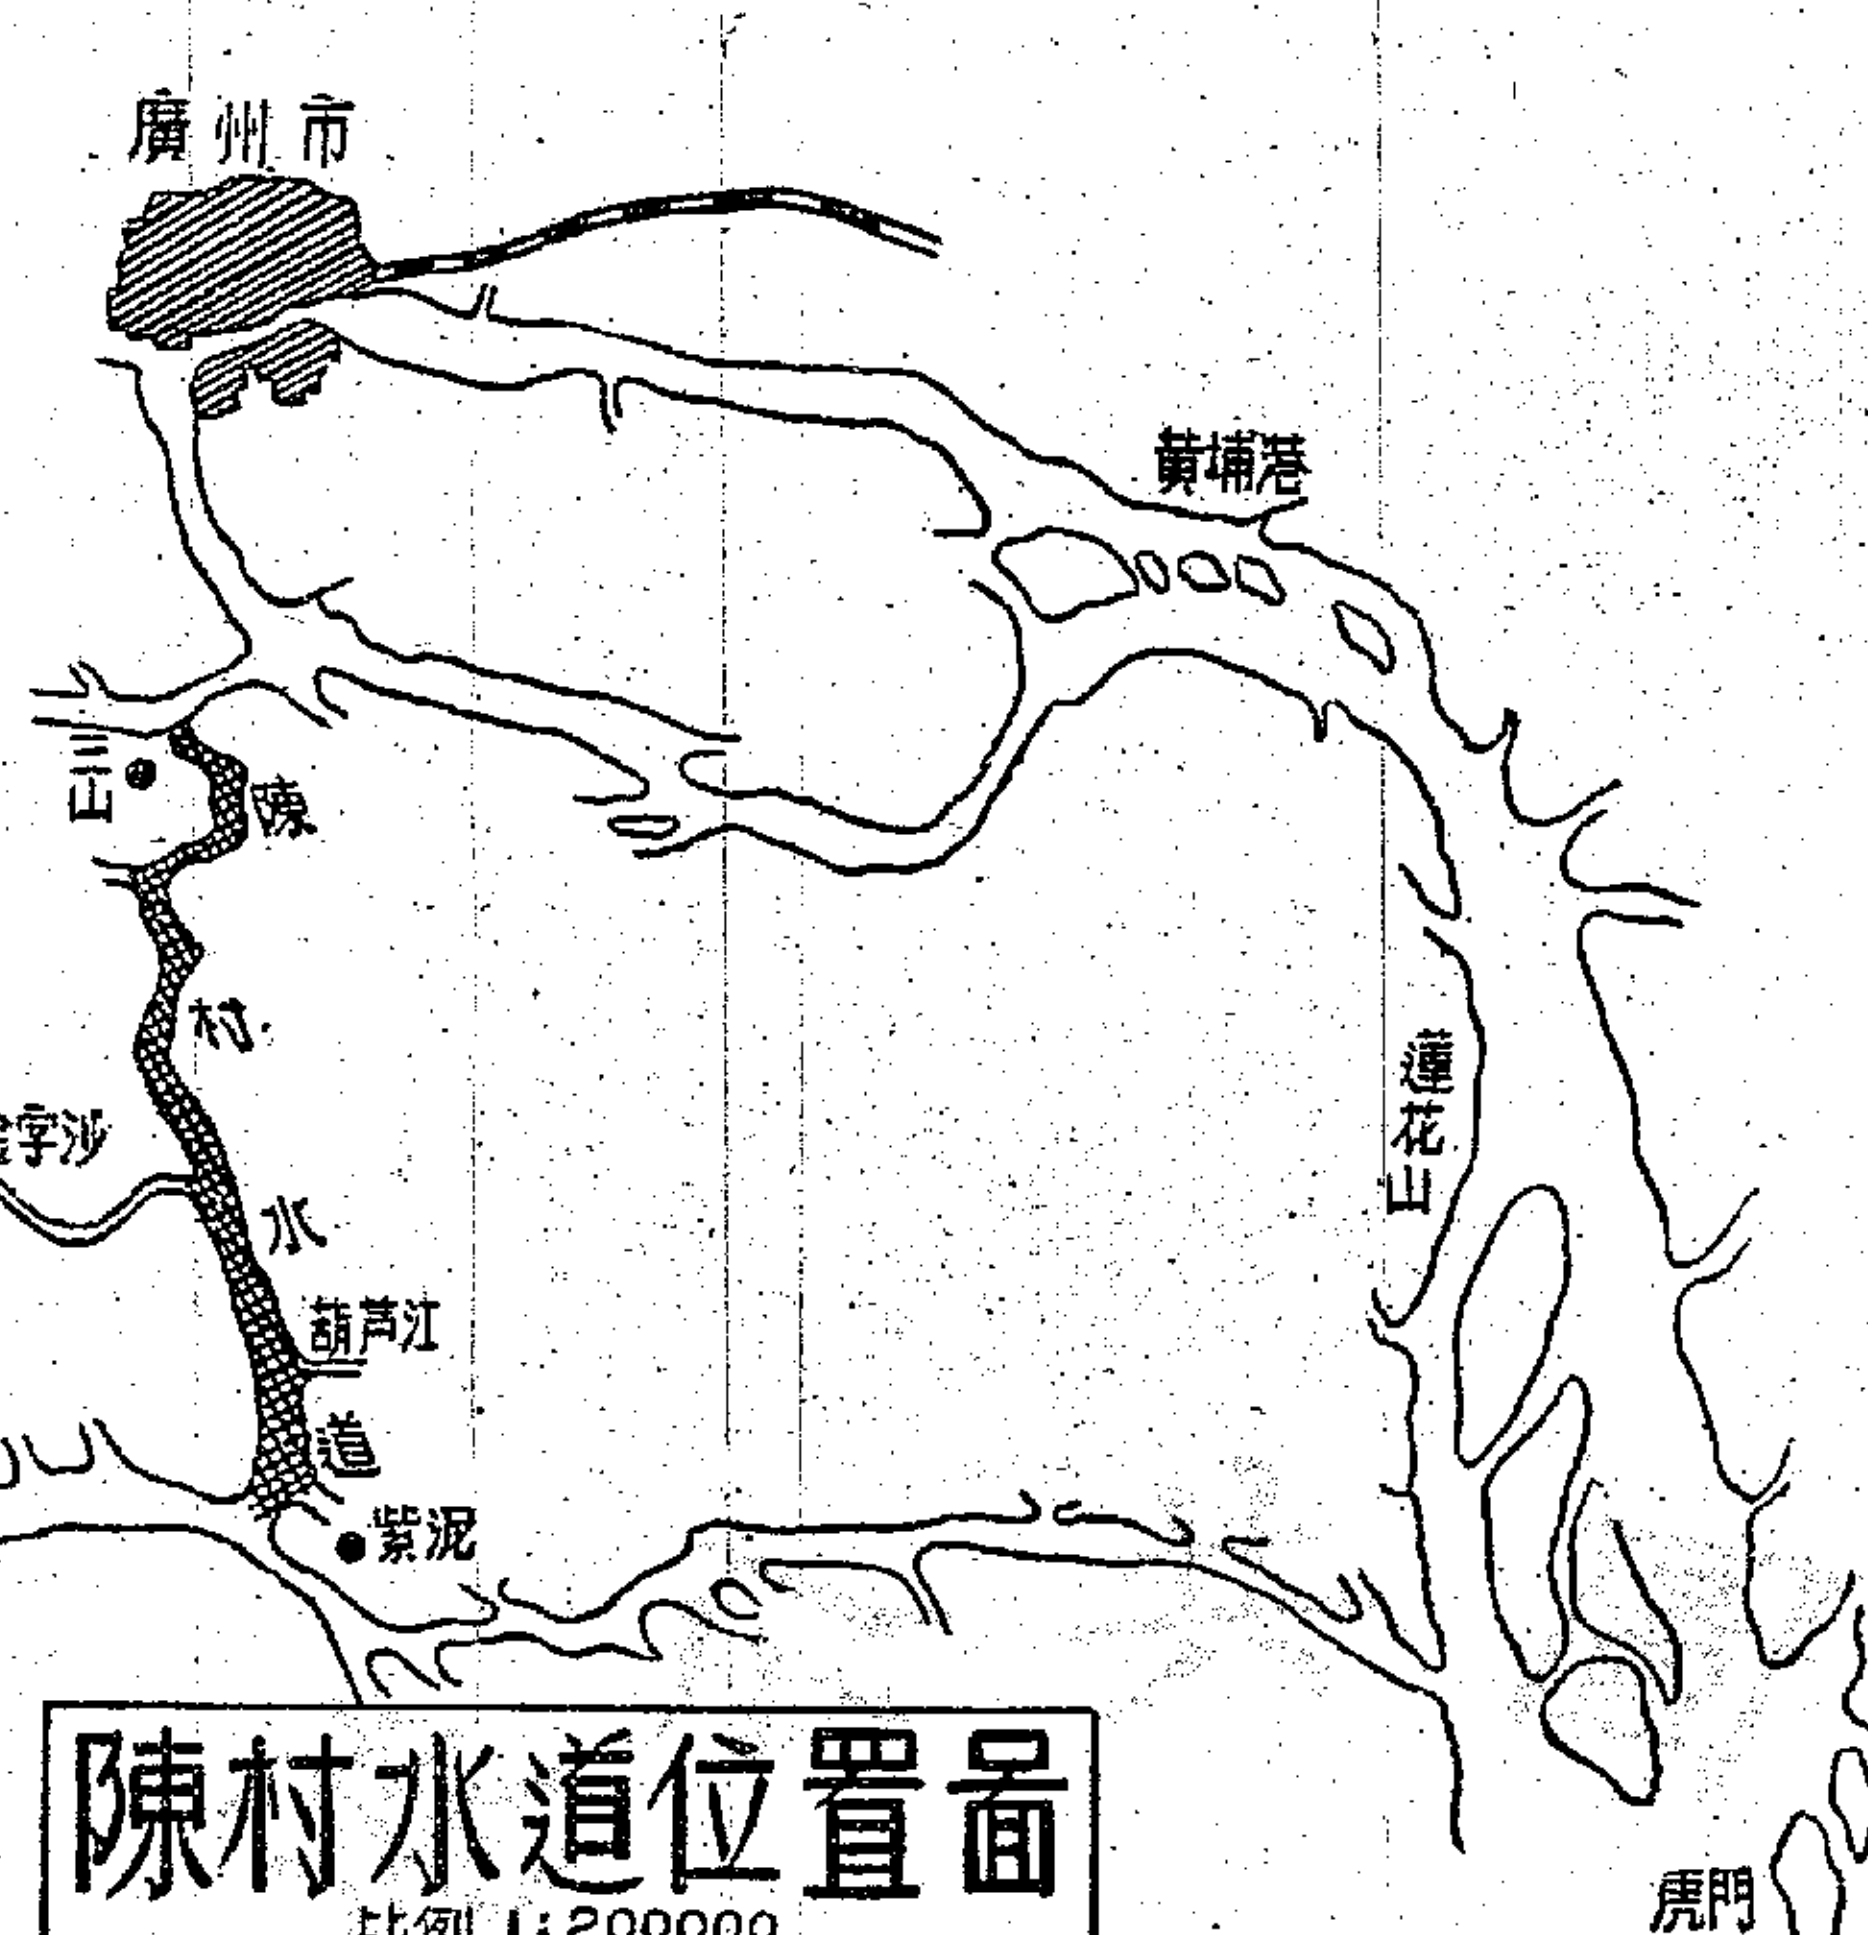 廣州市
黄埔港
三山
陳村水道
字沙
蓮花山
葫芦江
紫泥
陳村水道位置圖
比例 1:200000
虎門